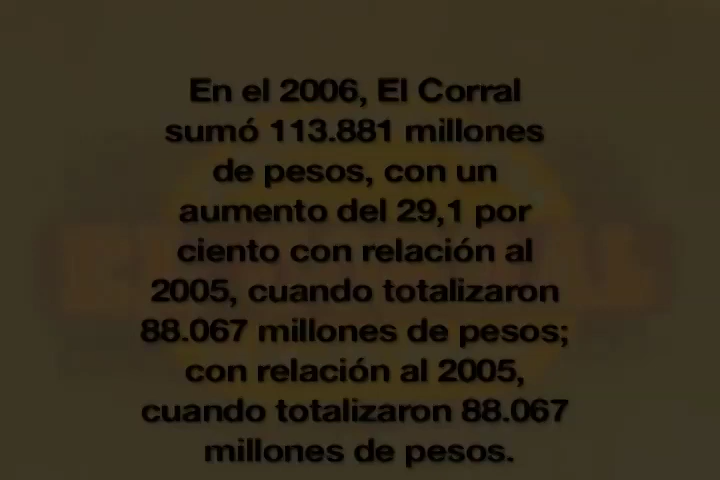 En el 2006, El Corral
sumó 113.881 millones
de pesos, con un
aumento del 29,1 por
ciento con relación al
2005, cuando totalizaron
88.067 millones de pesos;
con relación al 2005,
cuando totalizaron 88.067
millones de pesos.